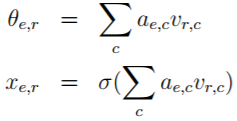 θ_{e,r} = ∑_c a_{e,c} v_{r,c}
x_{e,r} = σ(∑_c a_{e,c} v_{r,c})